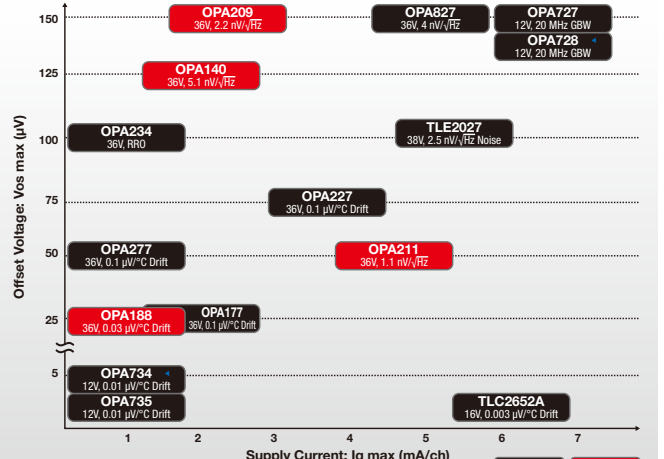 150
OPA209
36V, 2.2 nV/√Hz
OPA827
36V, 4 nV/√Hz
OPA727
12V, 20 MHz GBW
OPA728
12V, 20 MHz GBW
125
OPA140
36V, 5.1 nV/√Hz
100
OPA234
36V, RRO
TLE2027
38V, 2.5 nV/√Hz Noise
75
OPA227
36V, 0.1 µV/°C Drift
50
OPA277
36V, 0.1 µV/°C Drift
OPA211
36V, 1.1 nV/√Hz
25
OPA188
36V, 0.03 µV/°C Drift
OPA177
36V, 0.1 µV/°C Drift
5
OPA734
12V, 0.01 µV/°C Drift
OPA735
12V, 0.01 µV/°C Drift
TLC2652A
16V, 0.003 µV/°C Drift
Offset Voltage: Vos max (µV)
1 2 3 4 5 6 7
Supply Current: Iq max (mA/ch)